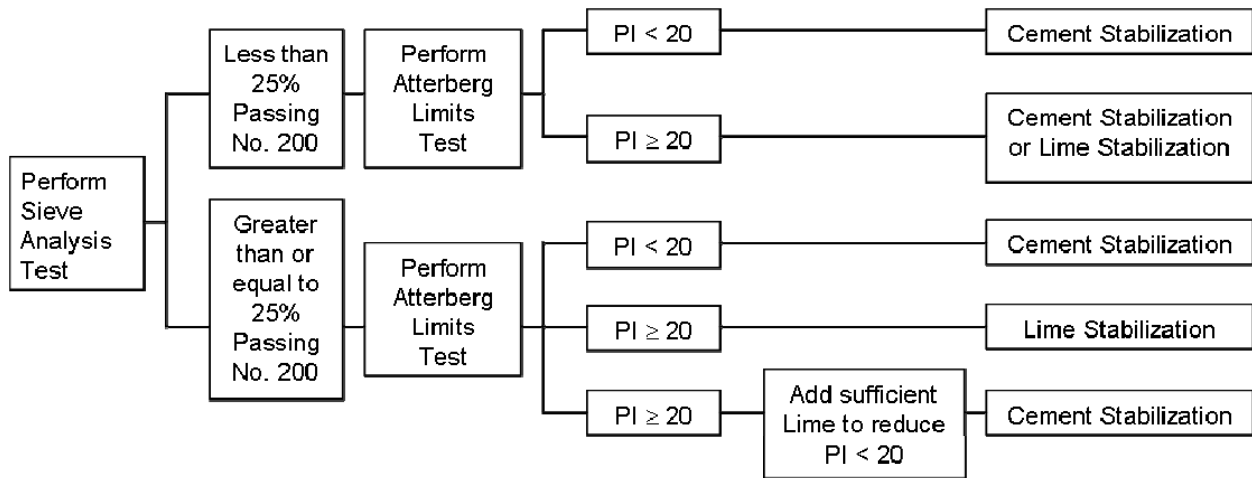 Perform
Sieve
Analysis
Test
Less than
25%
Passing
No. 200
Perform
Atterberg
Limits
Test
PI < 20
Cement Stabilization
PI ≥ 20
Cement Stabilization
or Lime Stabilization
Greater
than or
equal to
25%
Passing
No. 200
Perform
Atterberg
Limits
Test
PI < 20
Cement Stabilization
PI ≥ 20
Lime Stabilization
PI ≥ 20
Add sufficient
Lime to reduce
PI < 20
Cement Stabilization